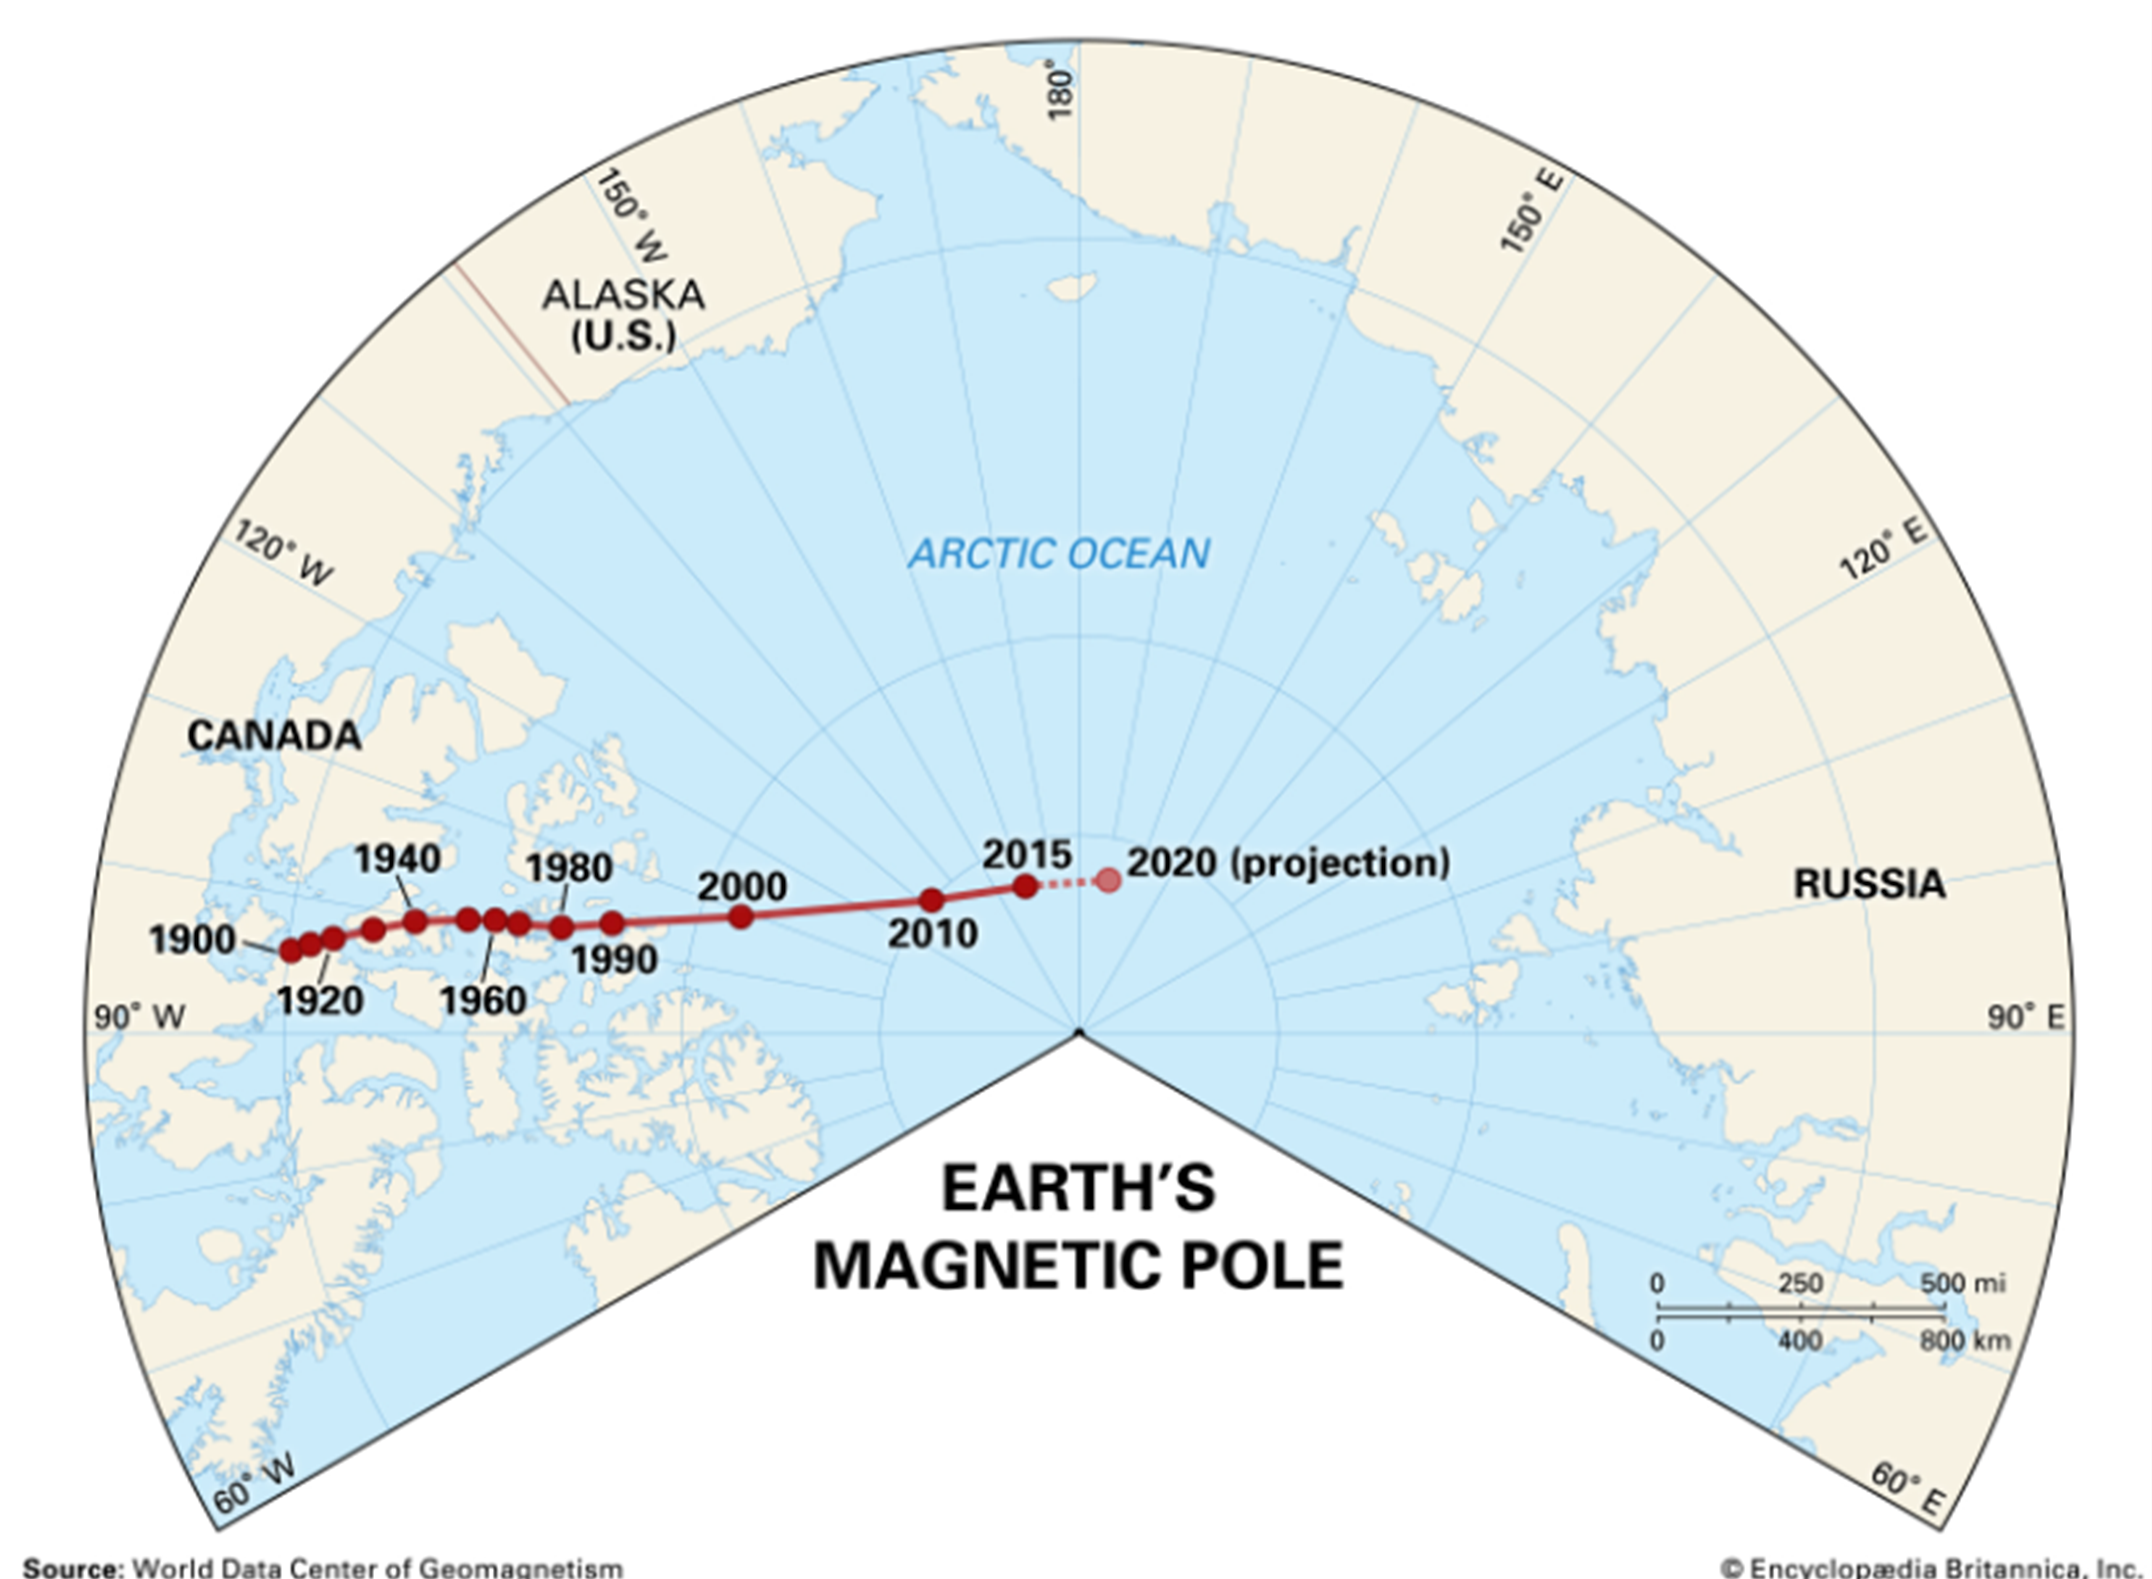 180°
150° W
150° E
ALASKA
(U.S.)
120° W
120° E
ARCTIC OCEAN
CANADA
RUSSIA
1940
1980
2000
2015
2020 (projection)
1900
2010
1990
1920
1960
90° W
90° E
EARTH'S
MAGNETIC POLE
0 250 500 mi
0 400 800 km
60° W
60° E
Source: World Data Center of Geomagnetism
© Encyclopædia Britannica, Inc.